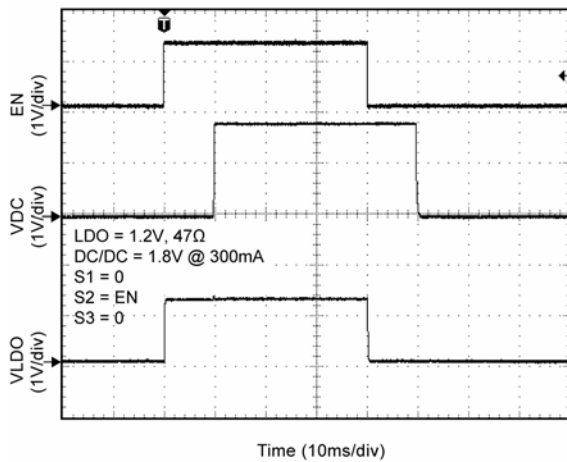 T
EN
(1V/div)
VDC
(1V/div)
LDO = 1.2V, 47Ω
DC/DC = 1.8V @ 300mA
S1 = 0
S2 = EN
S3 = 0
VLDO
(1V/div)
Time (10ms/div)